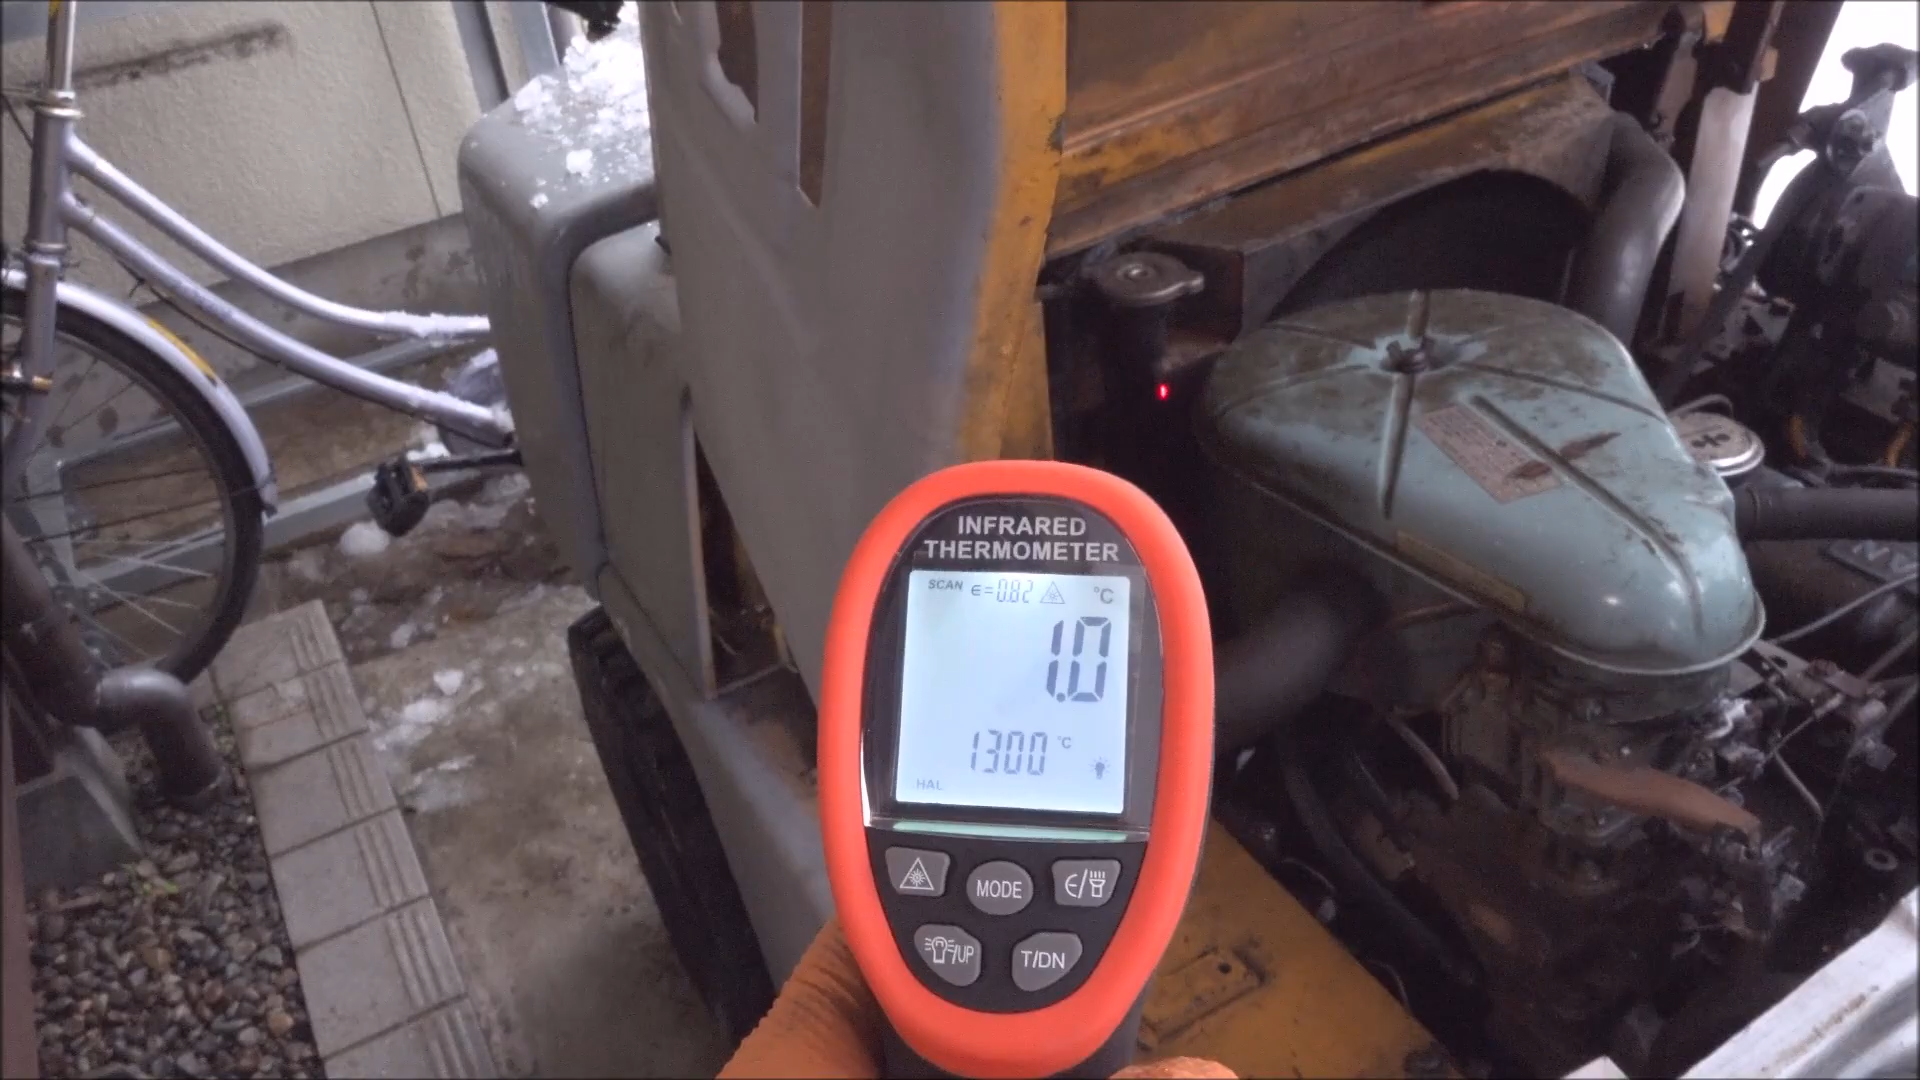 INFRARED
THERMOMETER
SCAN ϵ=0.82 °C
1.0
1300 °C
HAL
MODE
ϵ/
/UP
T/DN